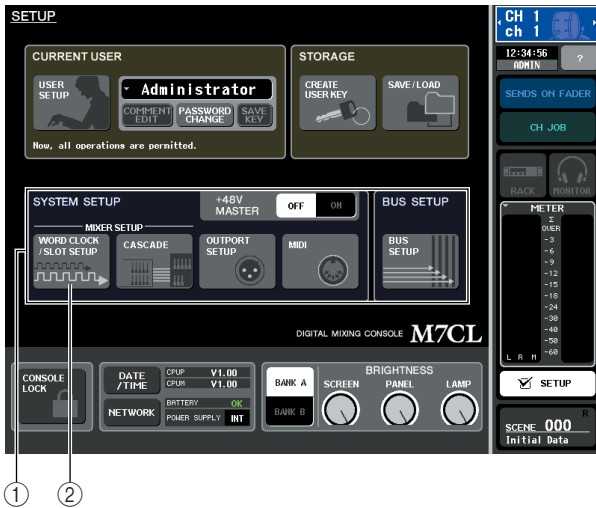 SETUP
CURRENT USER
USER
SETUP
Administrator
COMMENT
EDIT
PASSWORD
CHANGE
SAVE
KEY
Now, all operations are permitted.
STORAGE
CREATE
USER KEY
SAVE/LOAD
SYSTEM SETUP
+48V
MASTER
OFF
ON
MIXER SETUP
WORD CLOCK
/SLOT SETUP
CASCADE
OUTPORT
SETUP
MIDI
BUS SETUP
BUS
SETUP
DIGITAL MIXING CONSOLE M7CL
CONSOLE
LOCK
DATE
/TIME
CPUP V1.00
CPUM V1.00
NETWORK
BATTERY OK
POWER SUPPLY INT
BANK A
BANK B
BRIGHTNESS
SCREEN
PANEL
LAMP
CH 1
ch 1
12:34:56
ADMIN
?
SENDS ON FADER
CH JOB
RACK
MONITOR
METER
Σ
OVER
-3
-6
-9
-12
-15
-18
-24
-30
-40
-50
-60
L R M
SETUP
R
SCENE 000
Initial Data
1
2